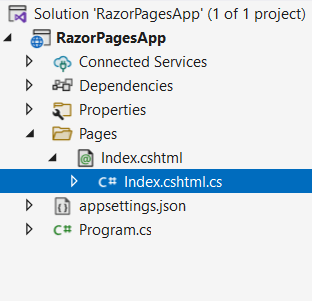 Solution 'RazorPagesApp' (1 of 1 project)
RazorPagesApp
Connected Services
Dependencies
Properties
Pages
Index.cshtml
C# Index.cshtml.cs
appsettings.json
C# Program.cs